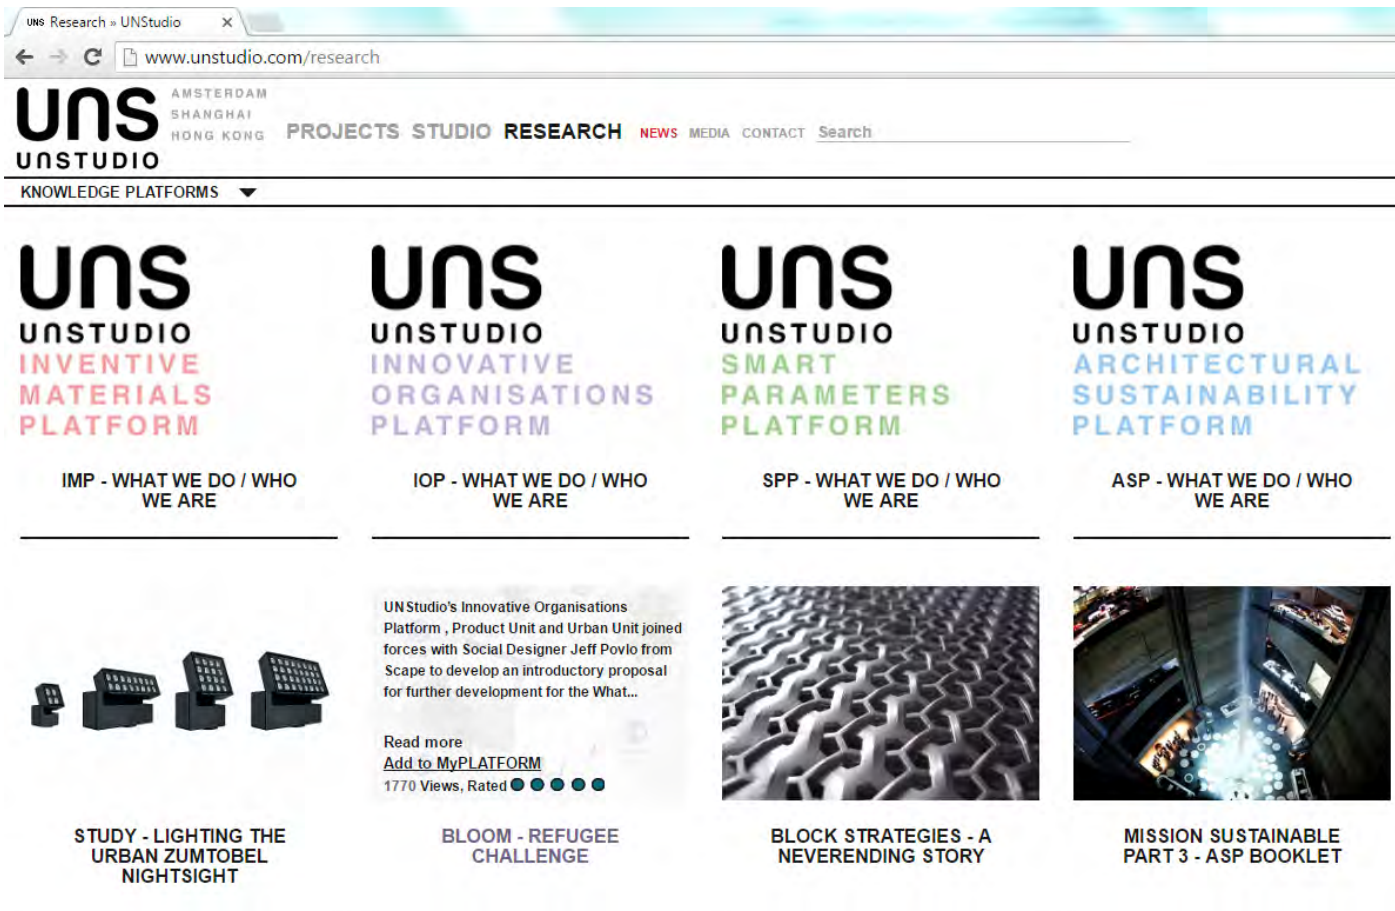 UNS Research » UNStudio
www.unstudio.com/research
UNS
UNSTUDIO
AMSTERDAM
SHANGHAI
HONG KONG
PROJECTS STUDIO RESEARCH NEWS MEDIA CONTACT Search
KNOWLEDGE PLATFORMS
UNS
UNSTUDIO
INVENTIVE
MATERIALS
PLATFORM
IMP - WHAT WE DO / WHO
WE ARE
UNS
UNSTUDIO
INNOVATIVE
ORGANISATIONS
PLATFORM
IOP - WHAT WE DO / WHO
WE ARE
UNS
UNSTUDIO
SMART
PARAMETERS
PLATFORM
SPP - WHAT WE DO / WHO
WE ARE
UNS
UNSTUDIO
ARCHITECTURAL
SUSTAINABILITY
PLATFORM
ASP - WHAT WE DO / WHO
WE ARE
STUDY - LIGHTING THE
URBAN ZUMTOBEL
NIGHTSIGHT
UNStudio's Innovative Organisations
Platform , Product Unit and Urban Unit joined
forces with Social Designer Jeff Povlo from
Scape to develop an introductory proposal
for further development for the What...
Read more
Add to MyPLATFORM
1770 Views, Rated
BLOOM - REFUGEE
CHALLENGE
BLOCK STRATEGIES - A
NEVERENDING STORY
MISSION SUSTAINABLE
PART 3 - ASP BOOKLET